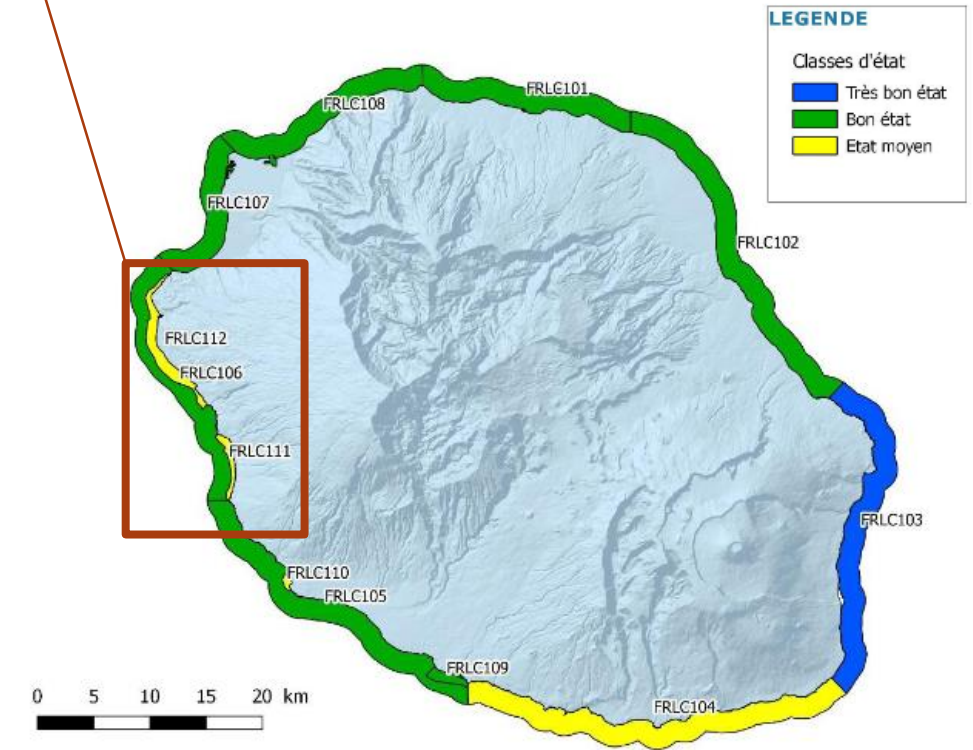 LEGENDE
Classes d'état
Très bon état
Bon état
Etat moyen
FRLC101
FRLC108
FRLC107
FRLC102
FRLC112
FRLC106
FRLC111
FRLC103
FRLC110
FRLC105
FRLC109
FRLC104
0 5 10 15 20 km